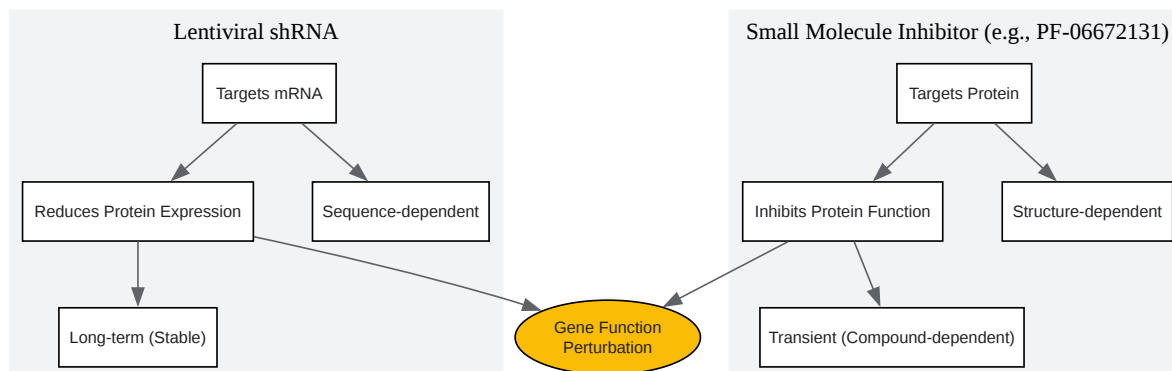 Lentiviral shRNA
Small Molecule Inhibitor (e.g., PF-06672131)
Targets mRNA
Targets Protein
Reduces Protein Expression
Sequence-dependent
Inhibits Protein Function
Structure-dependent
Long-term (Stable)
Gene Function
Perturbation
Transient (Compound-dependent)